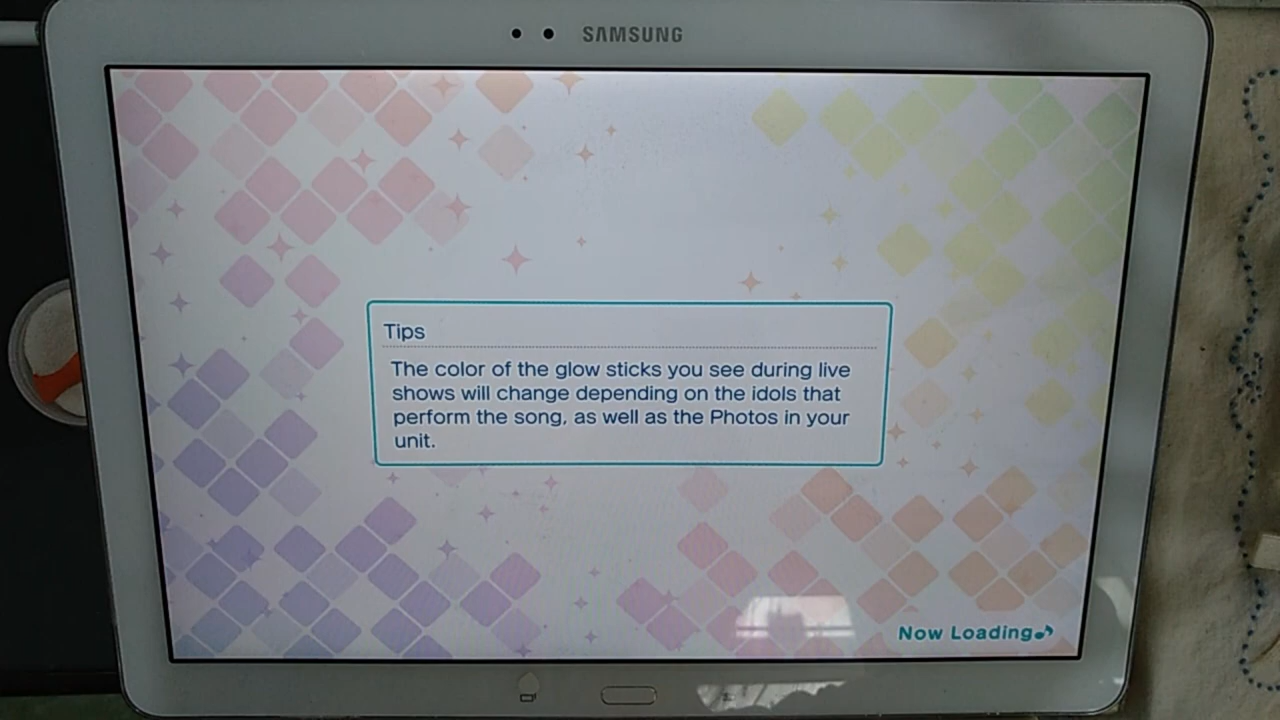 SAMSUNG
Tips
The color of the glow sticks you see during live
shows will change depending on the idols that
perform the song, as well as the Photos in your
unit.
Now Loading♪